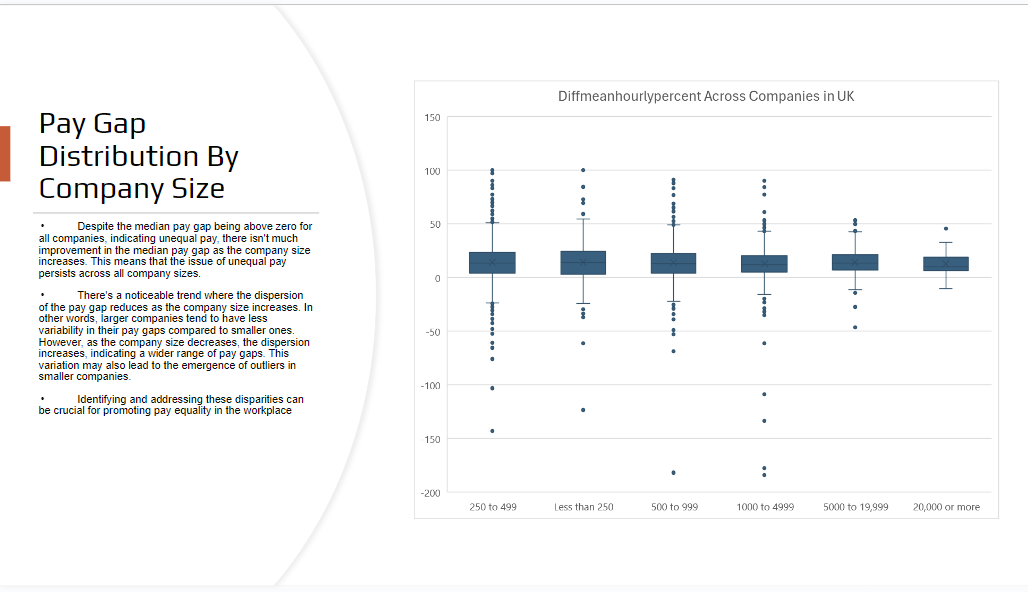 Pay Gap
Distribution By
Company Size
• Despite the median pay gap being above zero for
all companies, indicating unequal pay, there isn't much
improvement in the median pay gap as the company size
increases. This means that the issue of unequal pay
persists across all company sizes.
• There's a noticeable trend where the dispersion
of the pay gap reduces as the company size increases. In
other words, larger companies tend to have less
variability in their pay gaps compared to smaller ones.
However, as the company size decreases, the dispersion
increases, indicating a wider range of pay gaps. This
variation may also lead to the emergence of outliers in
smaller companies.
• Identifying and addressing these disparities can
be crucial for promoting pay equality in the workplace
Diffmeanhourlypercent Across Companies in UK
150
100
50
0
-50
-100
150
-200
250 to 499
Less than 250
500 to 999
1000 to 4999
5000 to 19,999
20,000 or more